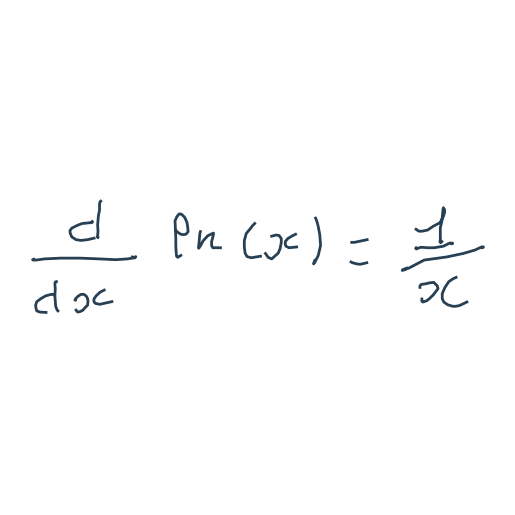 d/dx ln(x) = 1/x